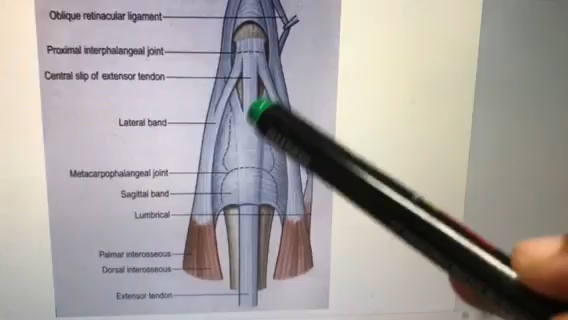 Oblique retinacular ligament
Proximal interphalangeal joint
Central slip of extensor tendon
Lateral band
Metacarpophalangeal joint
Sagittal band
Lumbrical
Palmar interosseous
Dorsal interosseous
Extensor tendon